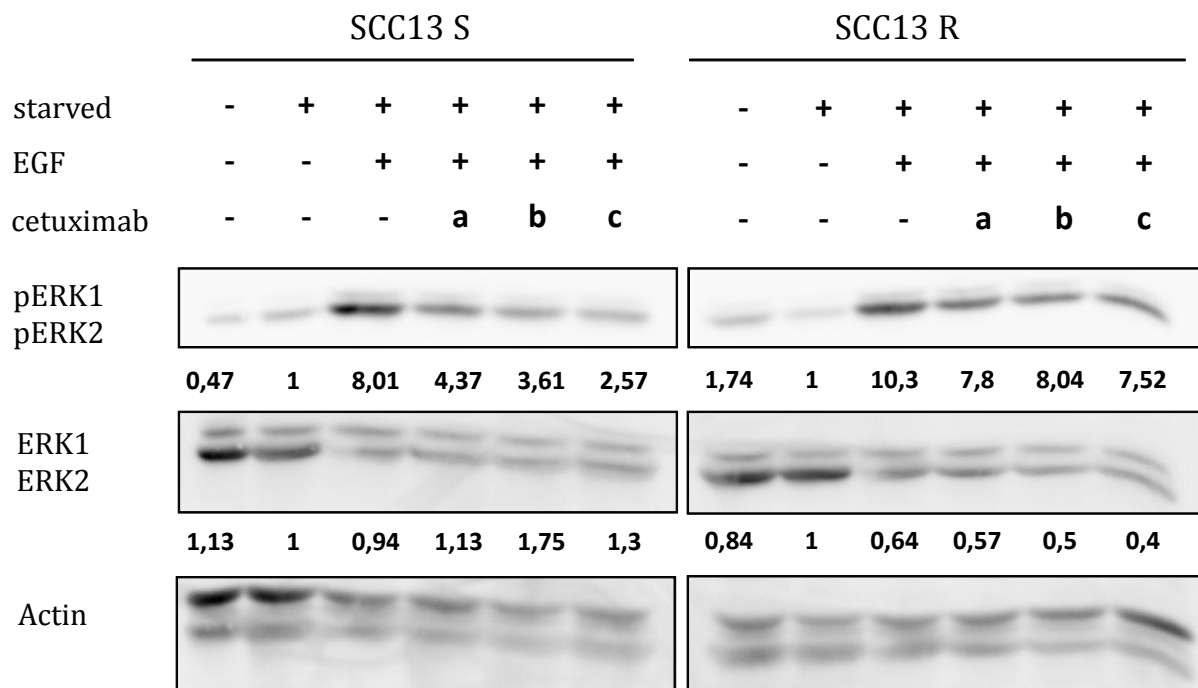 SCC13 S SCC13 R
starved - + + + + + - + + + + +
EGF - - + + + + - - + + + +
cetuximab - - - a b c - - - a b c
pERK1
pERK2
0,47 1 8,01 4,37 3,61 2,57 1,74 1 10,3 7,8 8,04 7,52
ERK1
ERK2
1,13 1 0,94 1,13 1,75 1,3 0,84 1 0,64 0,57 0,5 0,4
Actin